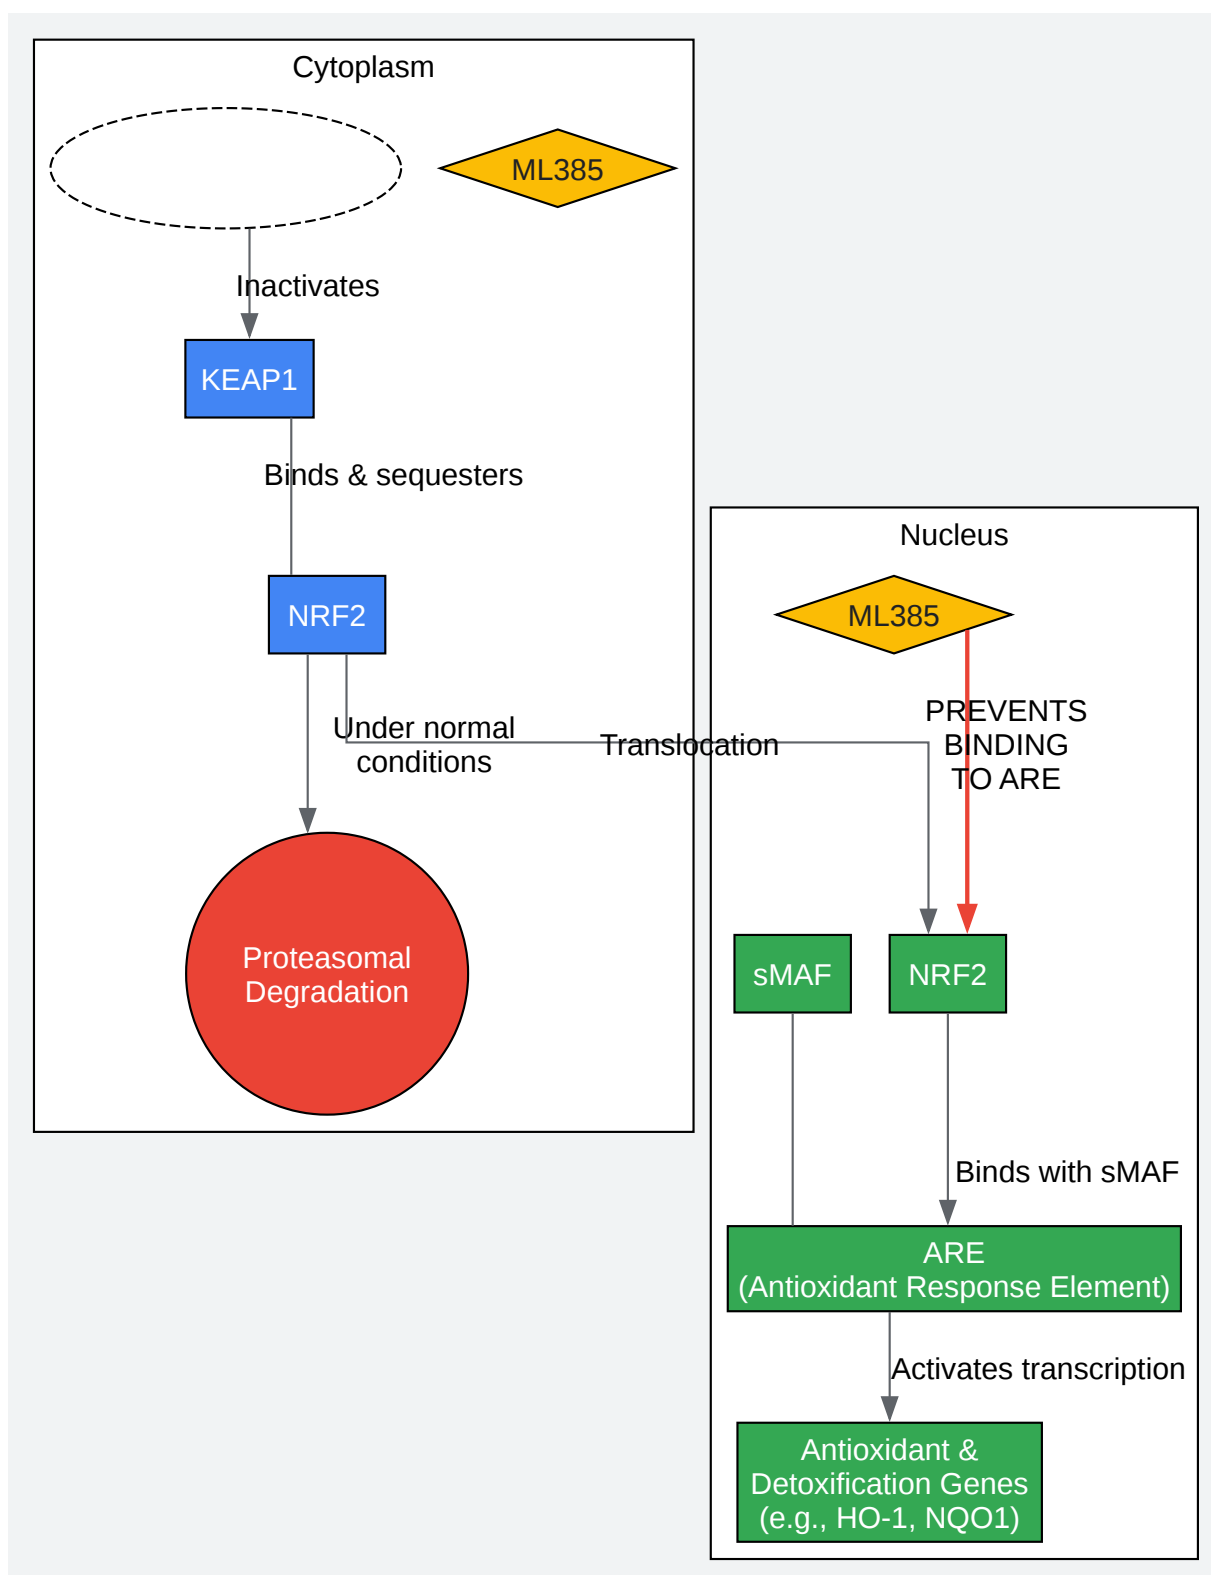 Cytoplasm
ML385
Inactivates
KEAP1
Binds & sequesters
NRF2
Under normal
conditions
Translocation
Proteasomal
Degradation
Nucleus
ML385
PREVENTS
BINDING
TO ARE
sMAF
NRF2
Binds with sMAF
ARE
(Antioxidant Response Element)
Activates transcription
Antioxidant &
Detoxification Genes
(e.g., HO-1, NQO1)